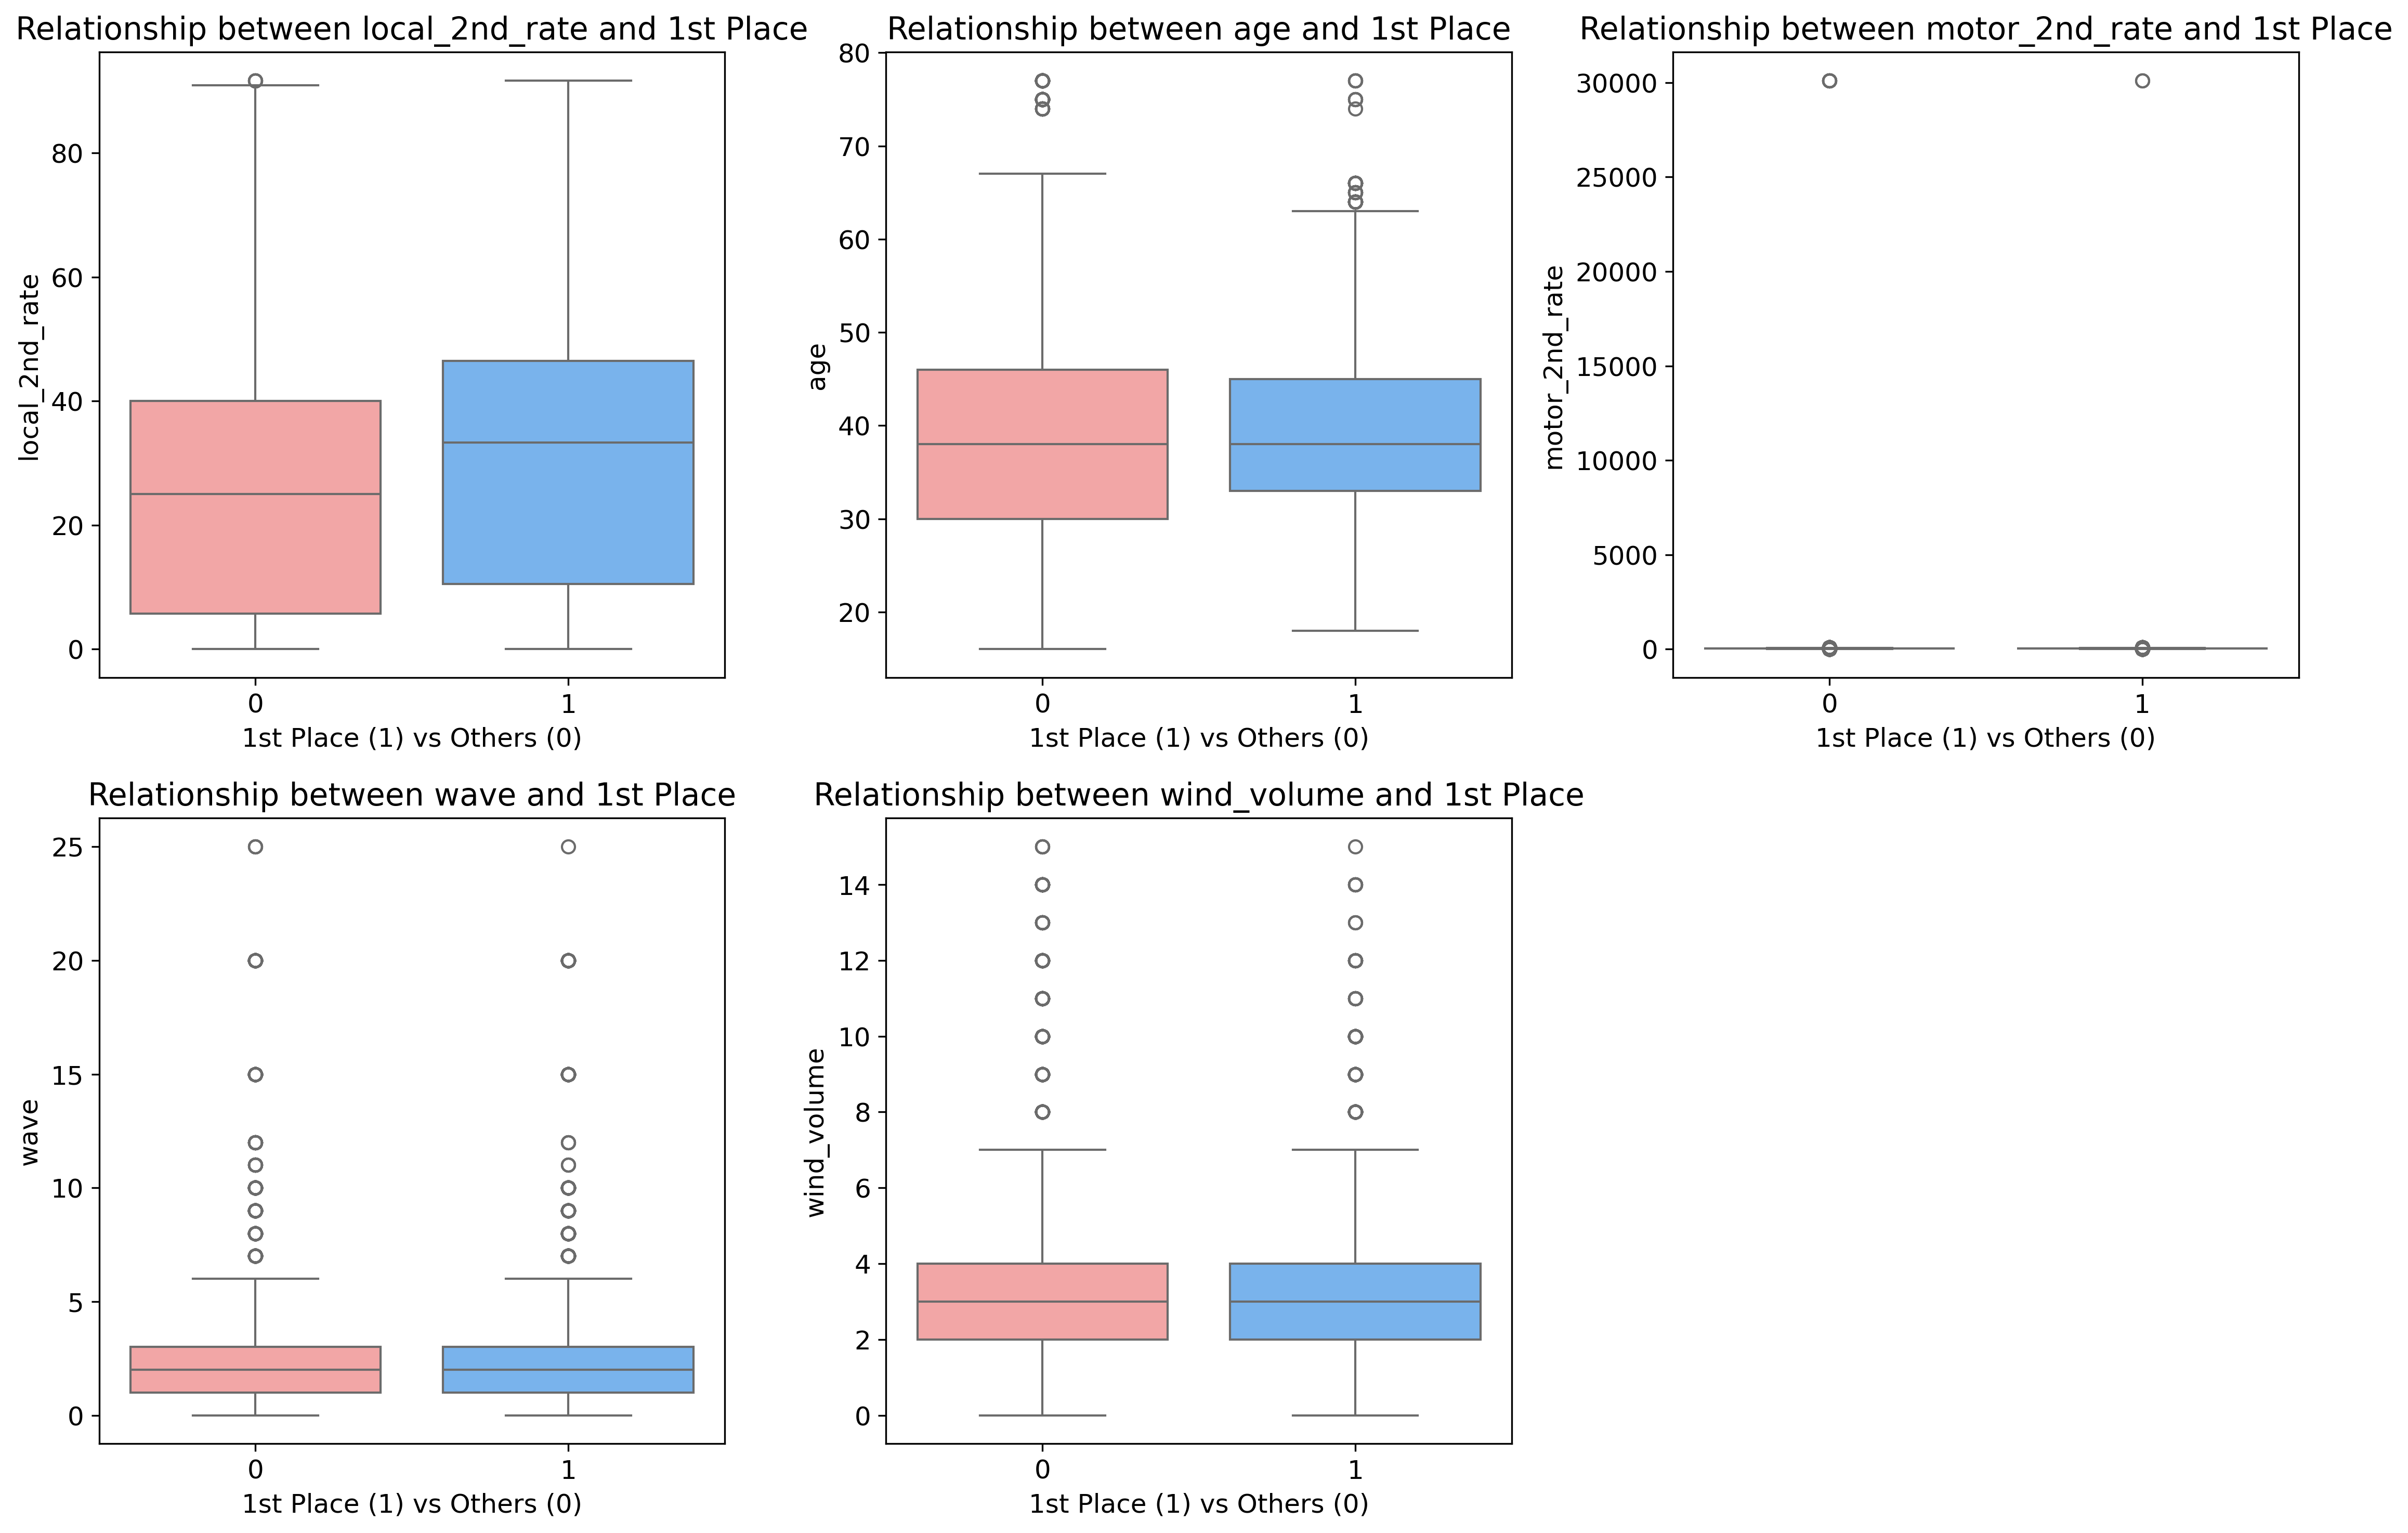 Relationship between local_2nd_rate and 1st Place
local_2nd_rate
80
60
40
20
0
0 1
1st Place (1) vs Others (0)
Relationship between age and 1st Place
age
80
70
60
50
40
30
20
0 1
1st Place (1) vs Others (0)
Relationship between motor_2nd_rate and 1st Place
motor_2nd_rate
30000
25000
20000
15000
10000
5000
0
0 1
1st Place (1) vs Others (0)
Relationship between wave and 1st Place
wave
25
20
15
10
5
0
0 1
1st Place (1) vs Others (0)
Relationship between wind_volume and 1st Place
wind_volume
14
12
10
8
6
4
2
0
0 1
1st Place (1) vs Others (0)